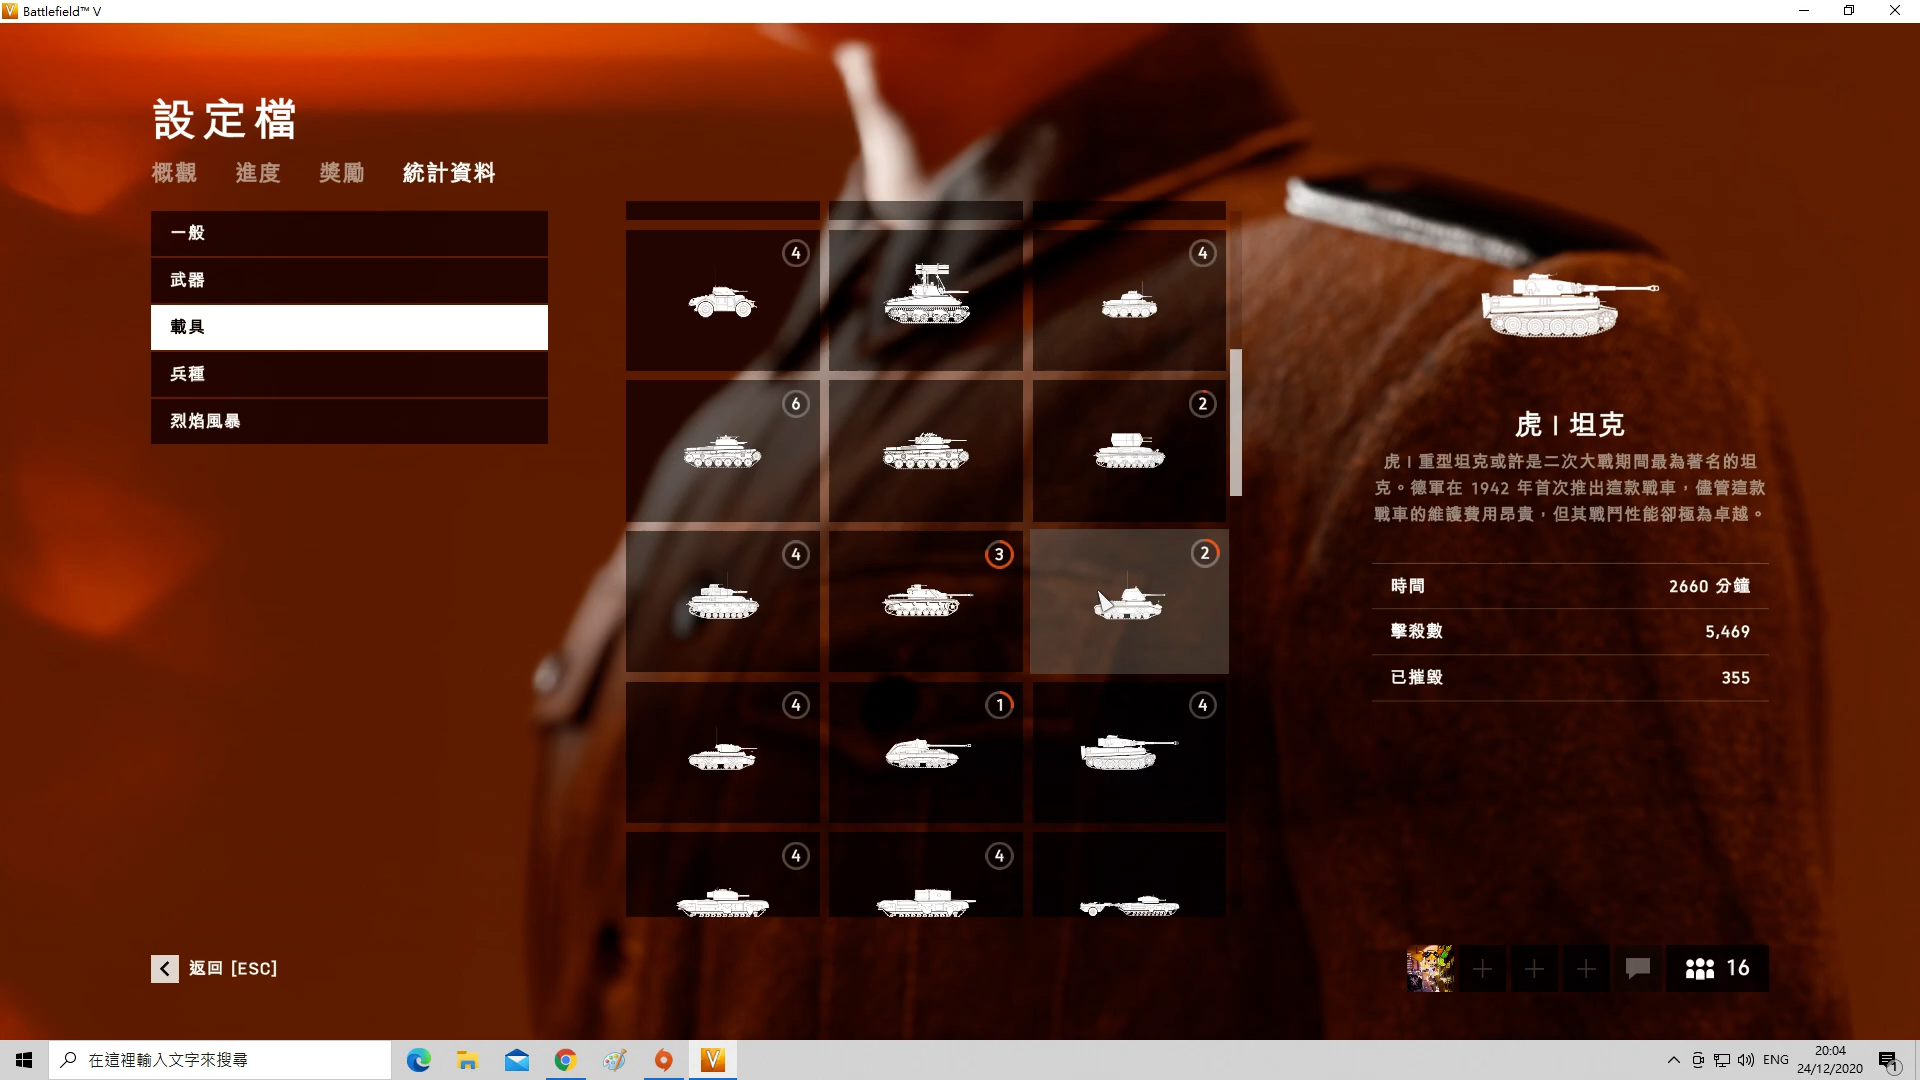 Battlefield™ V
設定檔
概觀 進度 獎勵 統計資料
一般
武器
載具
兵種
烈焰風暴
4
4
6
2
4
3
2
4
1
4
4
4
虎 I 坦克
虎 I 重型坦克或許是二次大戰期間最為著名的坦
克。德軍在 1942 年首次推出這款戰車，儘管這款
戰車的維護費用昂貴，但其戰鬥性能卻極為卓越。
時間 2660 分鐘
擊殺數 5,469
已摧毀 355
返回 [ESC]
16
在這裡輸入文字來搜尋
ENG
20:04
24/12/2020
1